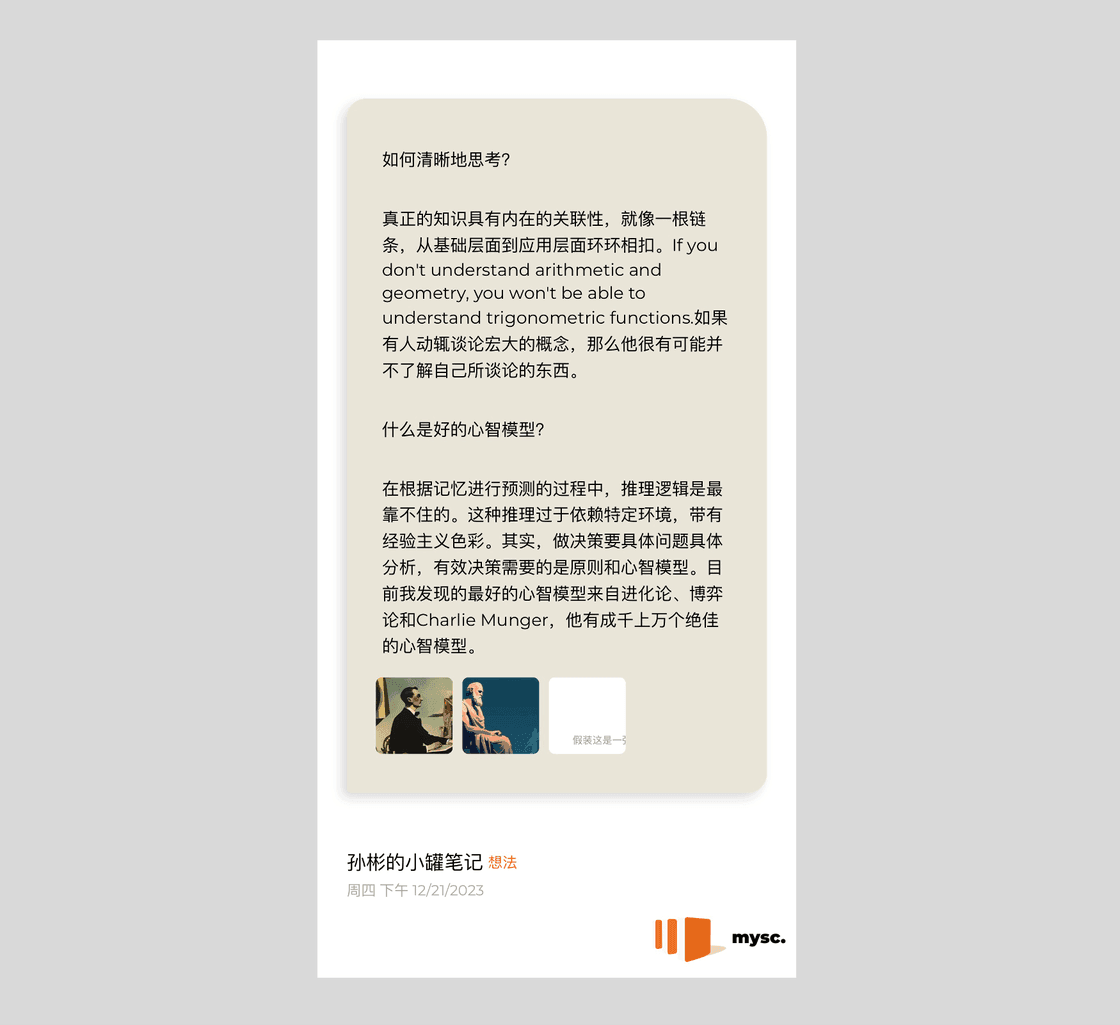 如何清晰地思考?
真正的知识具有内在的关联性，就像一根链
条，从基础层面到应用层面环环相扣。If you
don't understand arithmetic and
geometry, you won't be able to
understand trigonometric functions.如果
有人动辄谈论宏大的概念，那么他很有可能并
不了解自己所谈论的东西。
什么是好的心智模型?
在根据记忆进行预测的过程中，推理逻辑是最
靠不住的。这种推理过于依赖特定环境，带有
经验主义色彩。其实，做决策要具体问题具体
分析，有效决策需要的是原则和心智模型。目
前我发现的最好的心智模型来自进化论、博弈
论和Charlie Munger，他有成千上万个绝佳
的心智模型。
假装这是一
孙彬的小罐笔记 想法
周四 下午 12/21/2023
mysc.